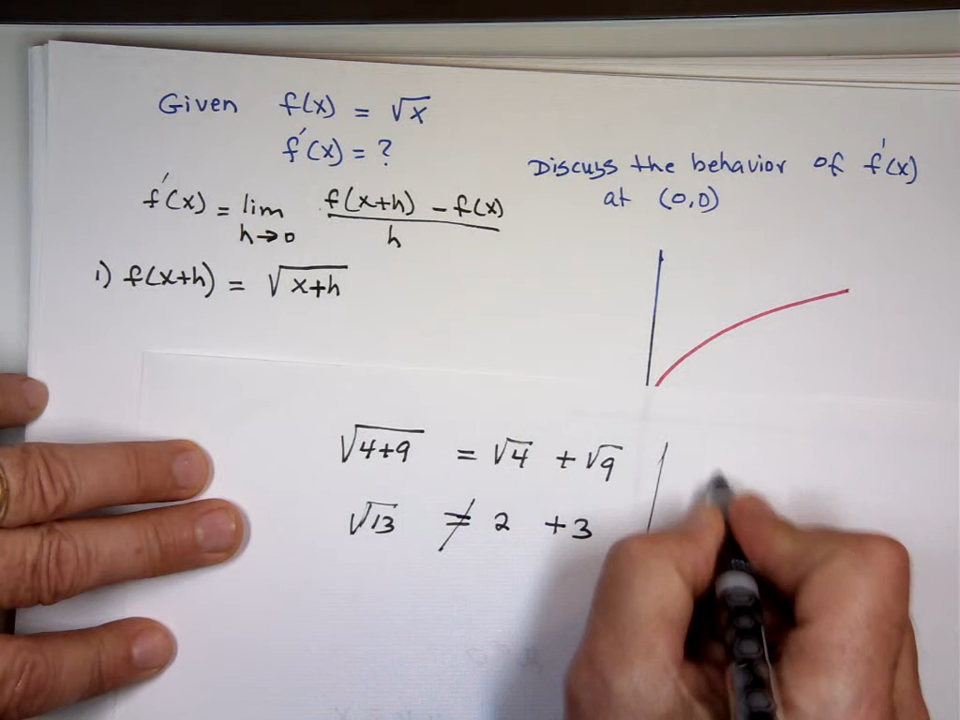 Given f(x) = √x
f'(x) = ?
Discuss the behavior of f'(x)
at (0,0)
f'(x) = lim h→0 f(x+h) - f(x) / h
1) f(x+h) = √x+h
√4+9 = √4 + √9
√13 ≠ 2 + 3